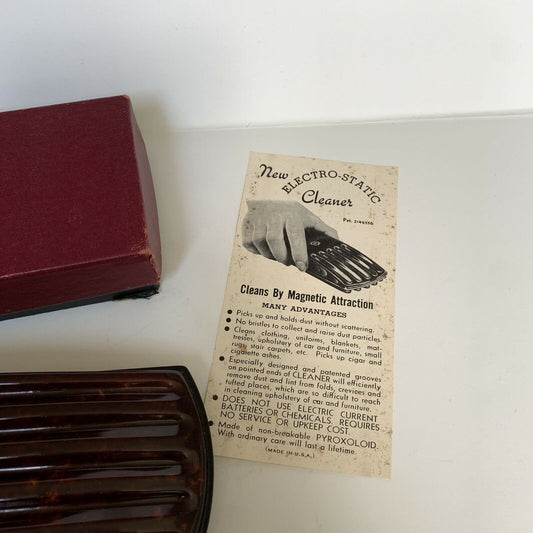 New
ELECTRO-STATIC
Cleaner
Pat. 2146556
Cleans By Magnetic Attraction
MANY ADVANTAGES
• Picks up and holds dust without scattering.
• No bristles to collect and raise dust particles.
• Cleans clothing, uniforms, blankets, mat-
tresses, upholstery of car and furniture, small
rugs, stair carpets, etc. Picks up cigar and
cigarette ashes.
• Especially designed and patented grooves
on pointed ends of CLEANER will efficiently
remove dust and lint from folds, crevices and
tufted places, which are so difficult to reach
in cleaning upholstery of car and furniture.
• DOES NOT USE ELECTRIC CURRENT,
BATTERIES OR CHEMICALS. REQUIRES
NO SERVICE OR UPKEEP COST.
• Made of non-breakable PYROXOLOID.
With ordinary care will last a lifetime.
(MADE IN U.S.A.)